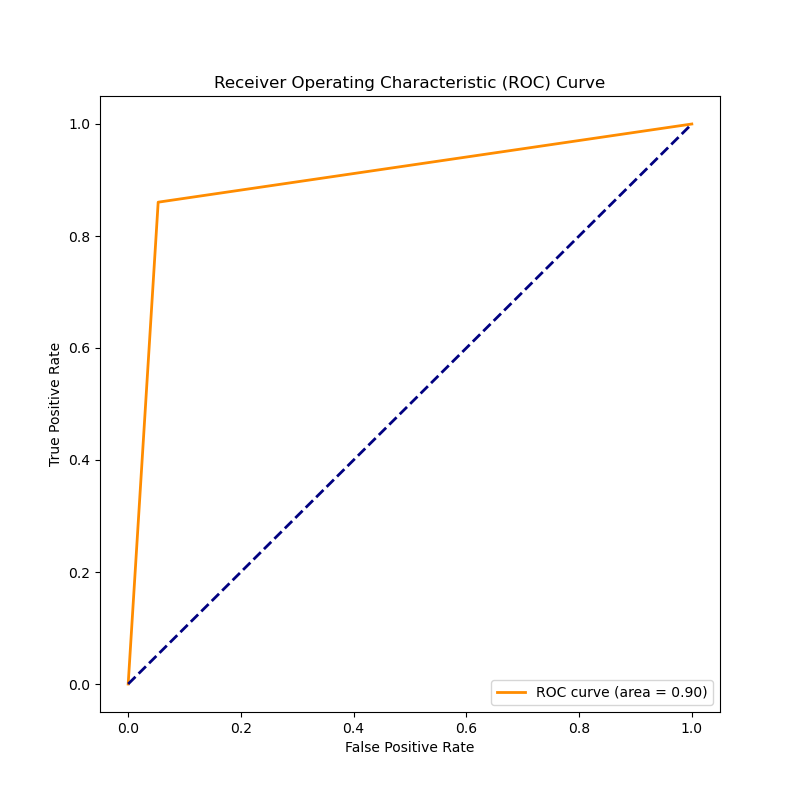 Receiver Operating Characteristic (ROC) Curve
True Positive Rate
1.0
0.8
0.6
0.4
0.2
0.0
ROC curve (area = 0.90)
0.0 0.2 0.4 0.6 0.8 1.0
False Positive Rate